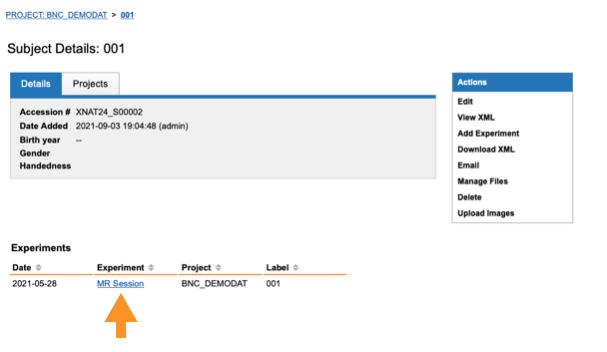 PROJECT: BNC_DEMODAT > 001
Subject Details: 001
Details Projects
Accession # XNAT24_S00002
Date Added 2021-09-03 19:04:48 (admin)
Birth year --
Gender
Handedness
Actions
Edit
View XML
Add Experiment
Download XML
Email
Manage Files
Delete
Upload Images
Experiments
Date Experiment Project Label
2021-05-28 MR Session BNC_DEMODAT 001